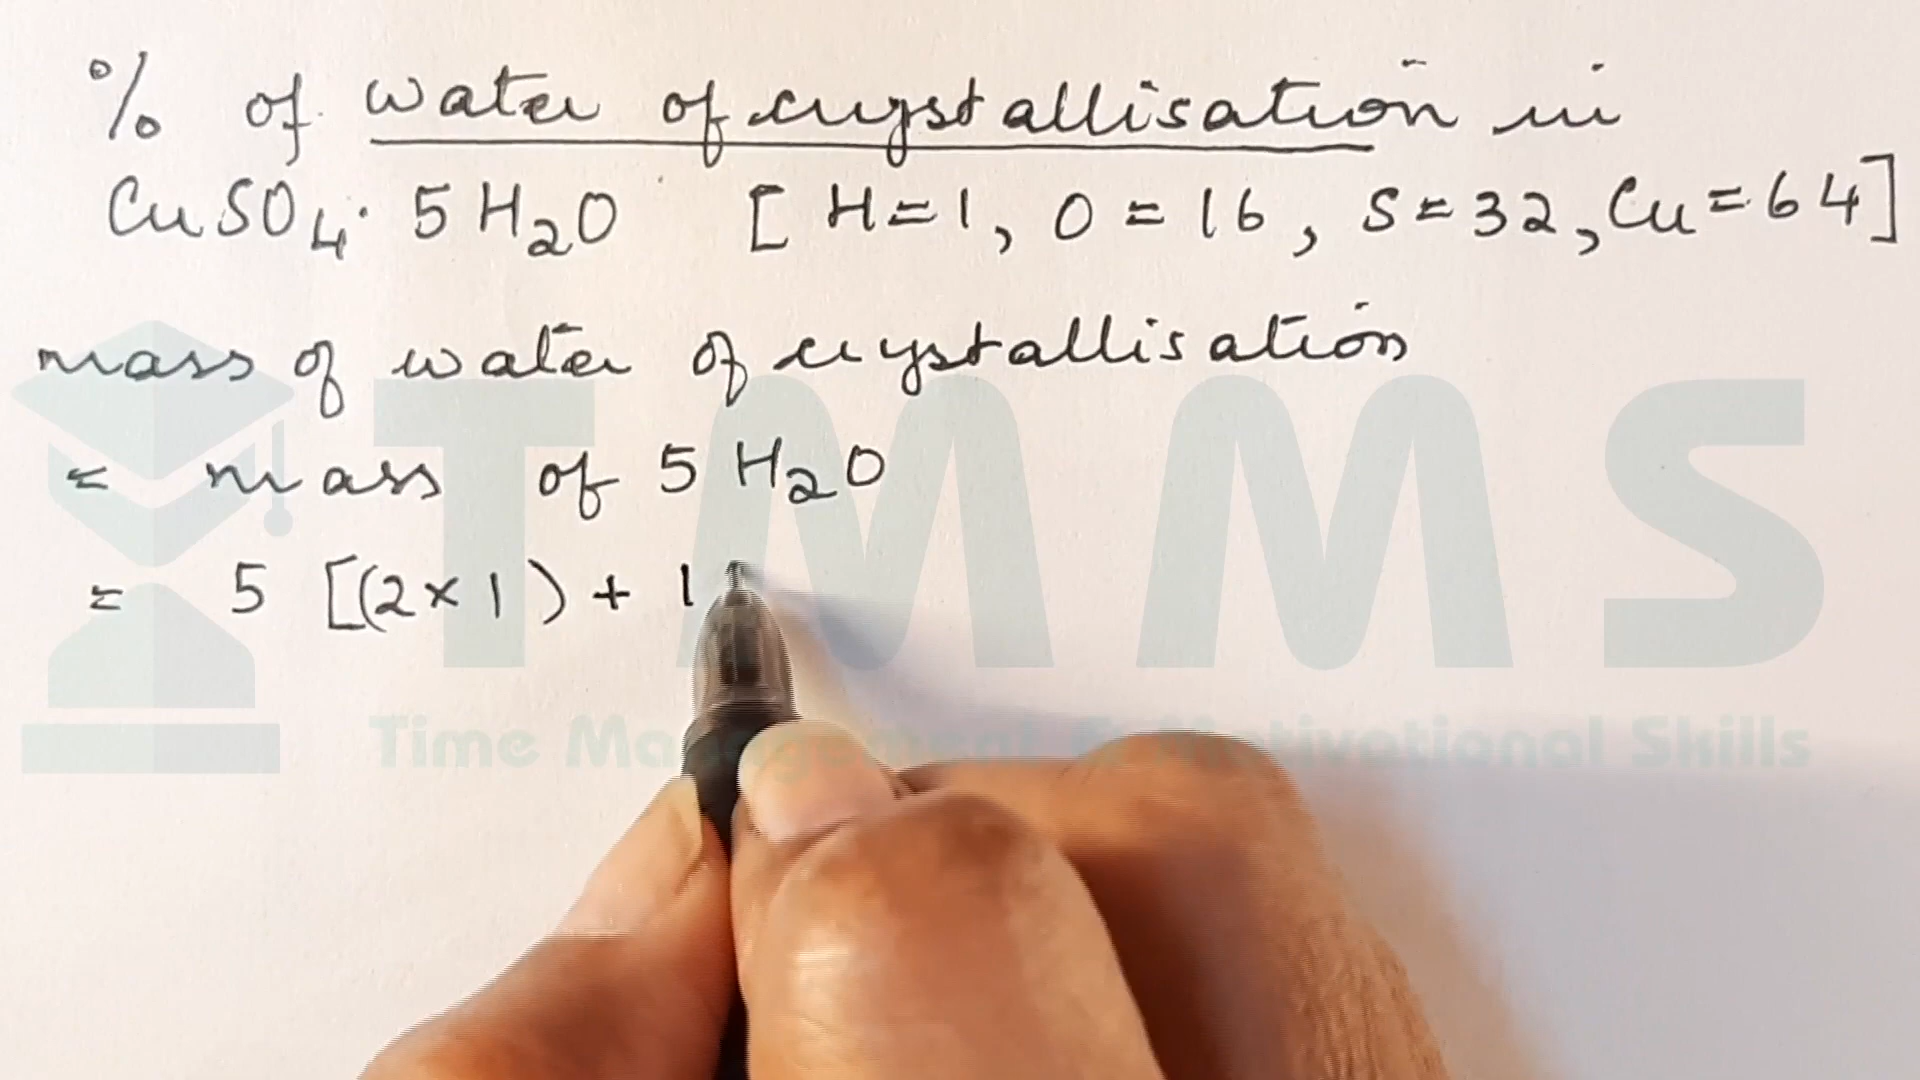 % of water of crystallisation in
CuSO4· 5H2O [H=1, O=16, S=32, Cu=64]
mass of water of crystallisation
= mass of 5H2O
= 5 [(2×1)+1
TMMS
Time Management & Motivational Skills